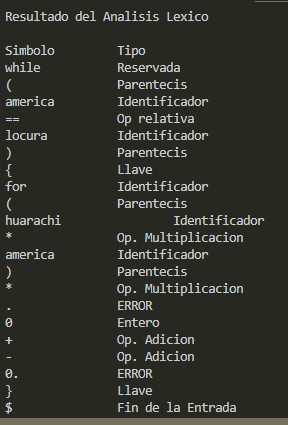 Resultado del Analisis Lexico
Simbolo Tipo
while Reservada
( Parentecis
america Identificador
== Op relativa
locura Identificador
) Parentecis
{ Llave
for Identificador
( Parentecis
huarachi Identificador
* Op. Multiplicacion
america Identificador
) Parentecis
* Op. Multiplicacion
. ERROR
0 Entero
+ Op. Adicion
- Op. Adicion
0. ERROR
} Llave
$ Fin de la Entrada